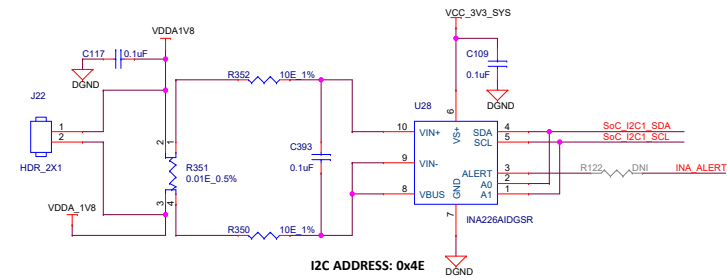 VCC_3V3_SYS
VDDA1V8
C117
0.1uF
DGND
C109
0.1uF
DGND
J22
1
2
HDR_2X1
R352
10E_1%
U28
6
VS+
10
VIN+
SDA
4
SoC_I2C1_SDA
SCL
5
SoC_I2C1_SCL
2
1
R351
0.01E_0.5%
3
4
C393
0.1uF
9
VIN-
8
VBUS
ALERT
3
R122
DNI
INA_ALERT
A0
2
A1
1
GND
7
INA226AIDGSR
VDDA_1V8
R350
10E_1%
I2C ADDRESS: 0x4E
DGND